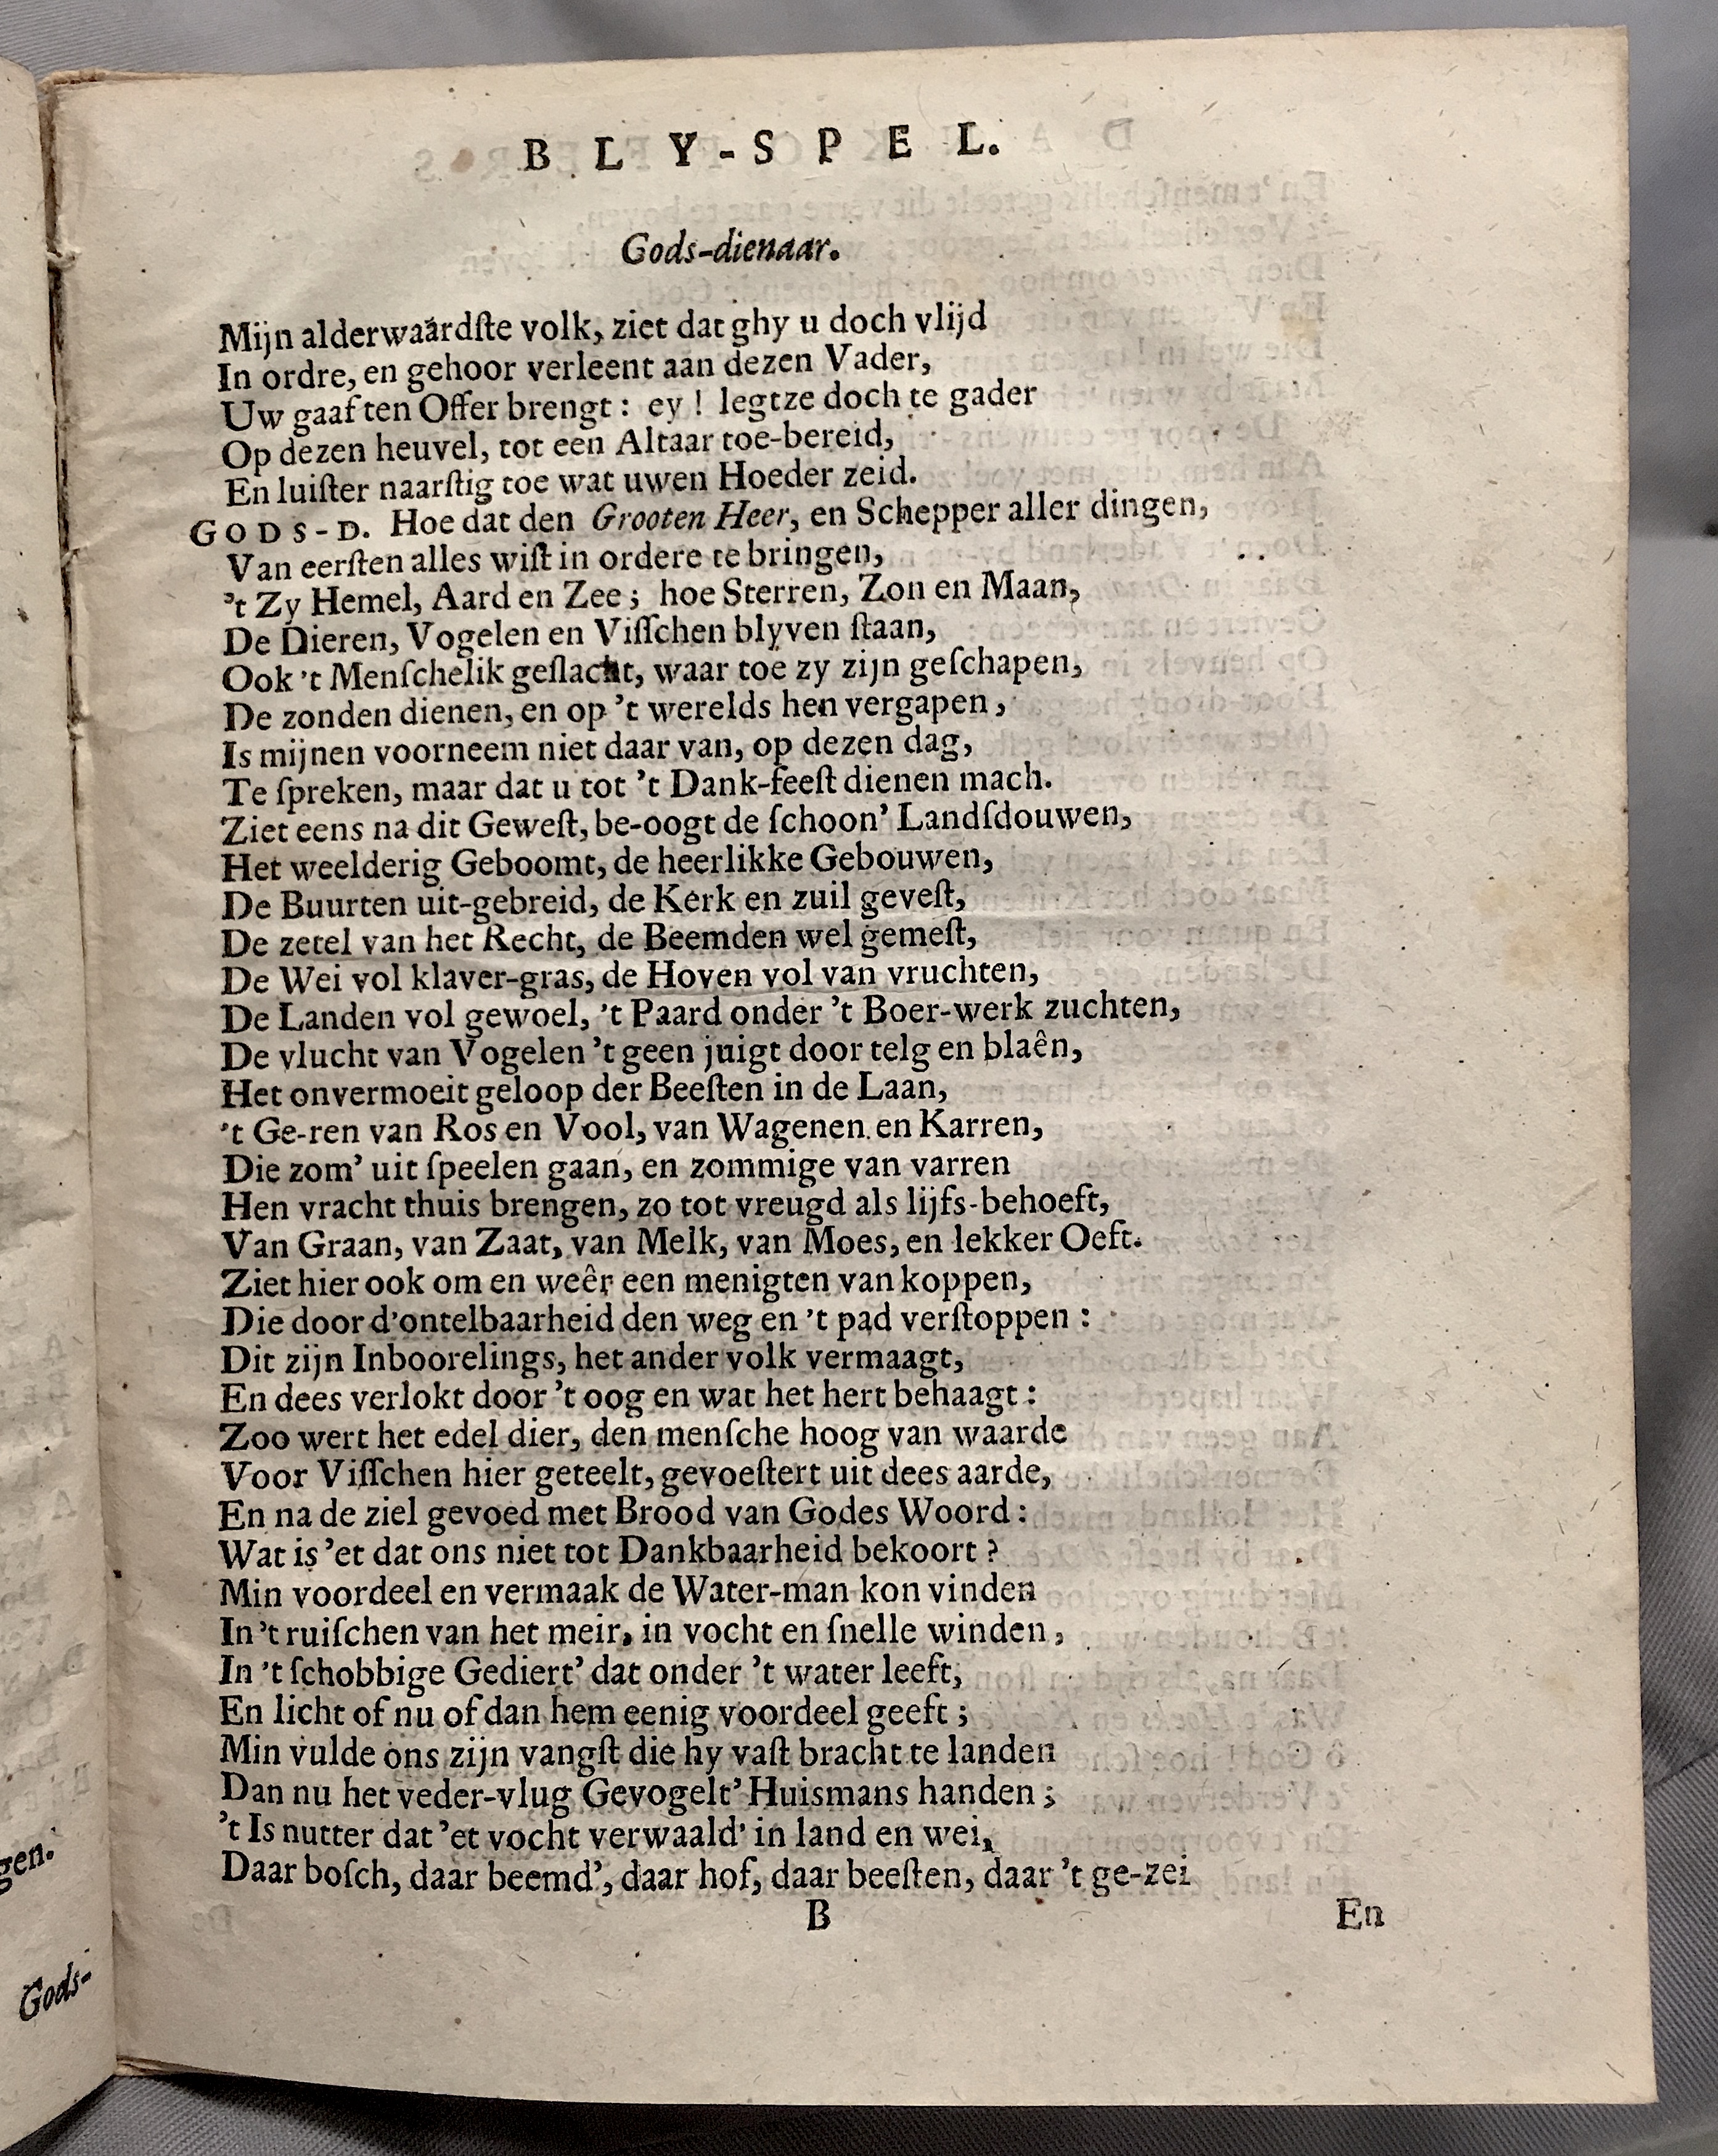 BLY-SPEL.
Gods-dienaar.
Mijn alderwaardſte volk, ziet dat ghy u doch vlijd
In ordre, en gehoor verleent aan dezen Vader,
Uw gaaf ten Offer brengt: ey! legtze doch te gader
Op dezen heuvel, tot een Altaar toe-bereid,
En luiſter naarſtig toe wat uwen Hoeder zeid.
GODS-D. Hoe dat den Grooten Heer, en Schepper aller dingen,
Van eerſten alles wiſt in ordere te bringen,
't Zy Hemel, Aard en Zee; hoe Sterren, Zon en Maan,
De Dieren, Vogelen en Viſſchen blyven ſtaan,
Ook 't Menſchelik geſlacht, waar toe zy zijn geſchapen,
De zonden dienen, en op 't werelds hen vergapen,
Is mijnen voorneem niet daar van, op dezen dag,
Te ſpreken, maar dat u tot 't Dank-feeſt dienen mach.
Ziet eens na dit Geweſt, be-oogt de ſchoon' Landſdouwen,
Het weelderig Geboomt, de heerlikke Gebouwen,
De Buurten uit-gebreid, de Kerk en zuil geveſt,
De zetel van het Recht, de Beemden wel gemeſt,
De Wei vol klaver-gras, de Hoven vol van vruchten,
De Landen vol gewoel, 't Paard onder 't Boer-werk zuchten,
De vlucht van Vogelen 't geen juigt door telg en blaên,
Het onvermoeit geloop der Beeſten in de Laan,
't Ge-ren van Ros en Vool, van Wagenen en Karren,
Die zom' uit ſpeelen gaan, en zommige van varren
Hen vracht thuis brengen, zo tot vreugd als lijfs-behoeft,
Van Graan, van Zaat, van Melk, van Moes, en lekker Oeft.
Ziet hier ook om en weêr een menigten van koppen,
Die door d'ontelbaarheid den weg en 't pad verſtoppen:
Dit zijn Inboorelings, het ander volk vermaagt,
En dees verlokt door 't oog en wat het hert behaagt:
Zoo wert het edel dier, den menſche hoog van waarde
Voor Viſſchen hier geteelt, gevoeſtert uit dees aarde,
En na de ziel gevoed met Brood van Godes Woord:
Wat is 'et dat ons niet tot Dankbaarheid bekoort?
Min voordeel en vermaak de Water-man kon vinden
In 't ruiſchen van het meir, in vocht en ſnelle winden,
In 't ſchobbige Gediert' dat onder 't water leeft,
En licht of nu of dan hem eenig voordeel geeft;
Min vulde ons zijn vangſt die hy vaſt bracht te landen
Dan nu het veder-vlug Gevogelt' Huismans handen;
't Is nutter dat 'et vocht verwaald' in land en wei,
Daar boſch, daar beemd', daar hof, daar beeſten, daar 't ge-zei
B En
gen.
Gods-